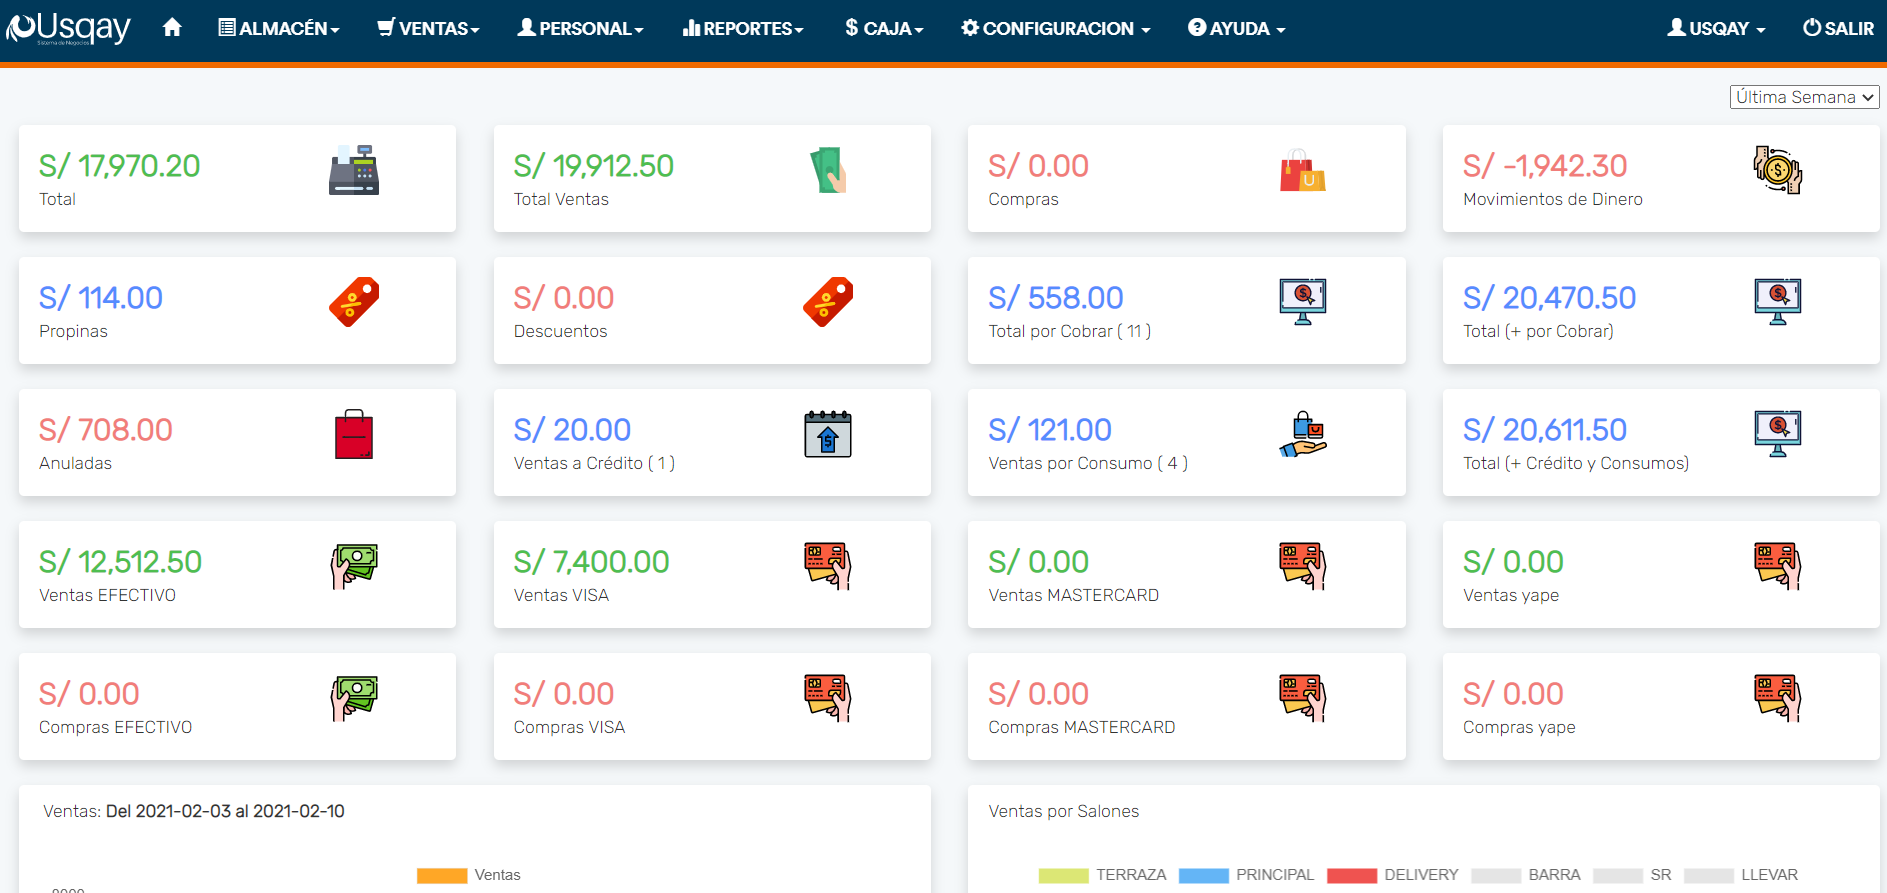 Usqay
Sistema de Negocios
ALMACÉN
VENTAS
PERSONAL
REPORTES
$ CAJA
CONFIGURACION
AYUDA
USQAY
SALIR
Última Semana
S/ 17,970.20
Total
S/ 19,912.50
Total Ventas
S/ 0.00
Compras
S/ -1,942.30
Movimientos de Dinero
S/ 114.00
Propinas
S/ 0.00
Descuentos
S/ 558.00
Total por Cobrar ( 11 )
S/ 20,470.50
Total (+ por Cobrar)
S/ 708.00
Anuladas
S/ 20.00
Ventas a Crédito ( 1 )
S/ 121.00
Ventas por Consumo ( 4 )
S/ 20,611.50
Total (+ Crédito y Consumos)
S/ 12,512.50
Ventas EFECTIVO
S/ 7,400.00
Ventas VISA
S/ 0.00
Ventas MASTERCARD
S/ 0.00
Ventas yape
S/ 0.00
Compras EFECTIVO
S/ 0.00
Compras VISA
S/ 0.00
Compras MASTERCARD
S/ 0.00
Compras yape
Ventas: Del 2021-02-03 al 2021-02-10
Ventas
Ventas por Salones
TERRAZA
PRINCIPAL
DELIVERY
BARRA
SR
LLEVAR